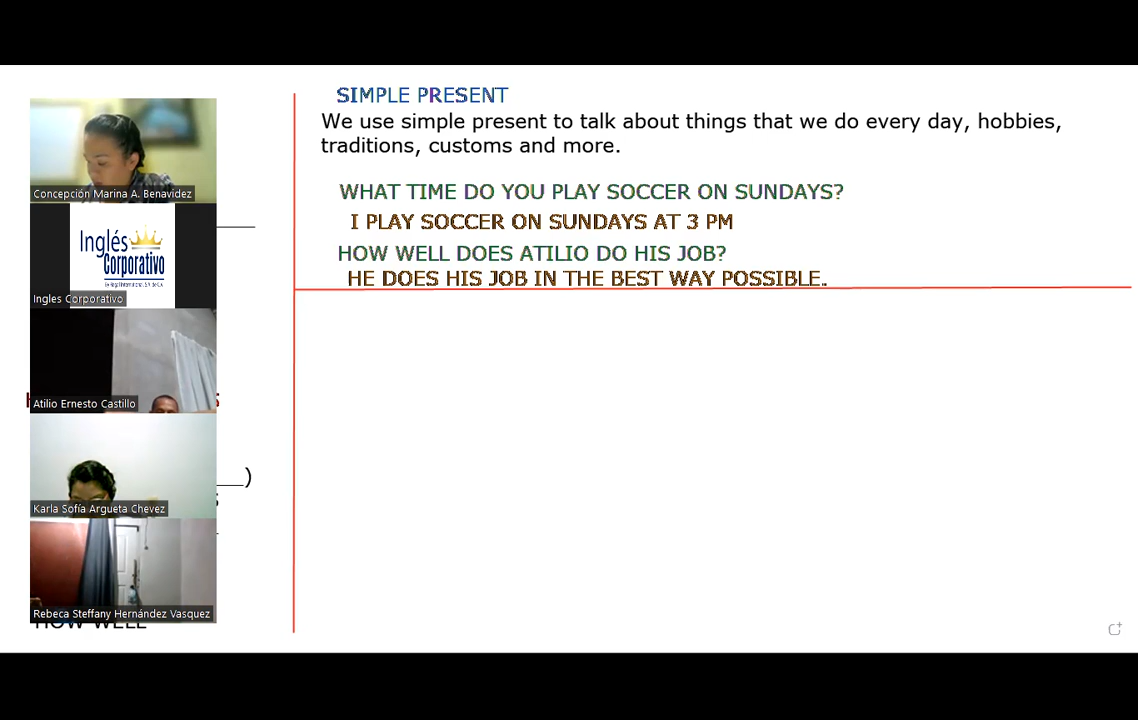 SIMPLE PRESENT
We use simple present to talk about things that we do every day, hobbies,
traditions, customs and more.
WHAT TIME DO YOU PLAY SOCCER ON SUNDAYS?
I PLAY SOCCER ON SUNDAYS AT 3 PM
HOW WELL DOES ATILIO DO HIS JOB?
HE DOES HIS JOB IN THE BEST WAY POSSIBLE.
Concepción Marina A. Benavidez
Inglés
Corporativo
Ingles Corporativo
Atilio Ernesto Castillo
___)
Karla Sofía Argueta Chevez
Rebeca Steffany Hernández Vasquez
HOW WELL